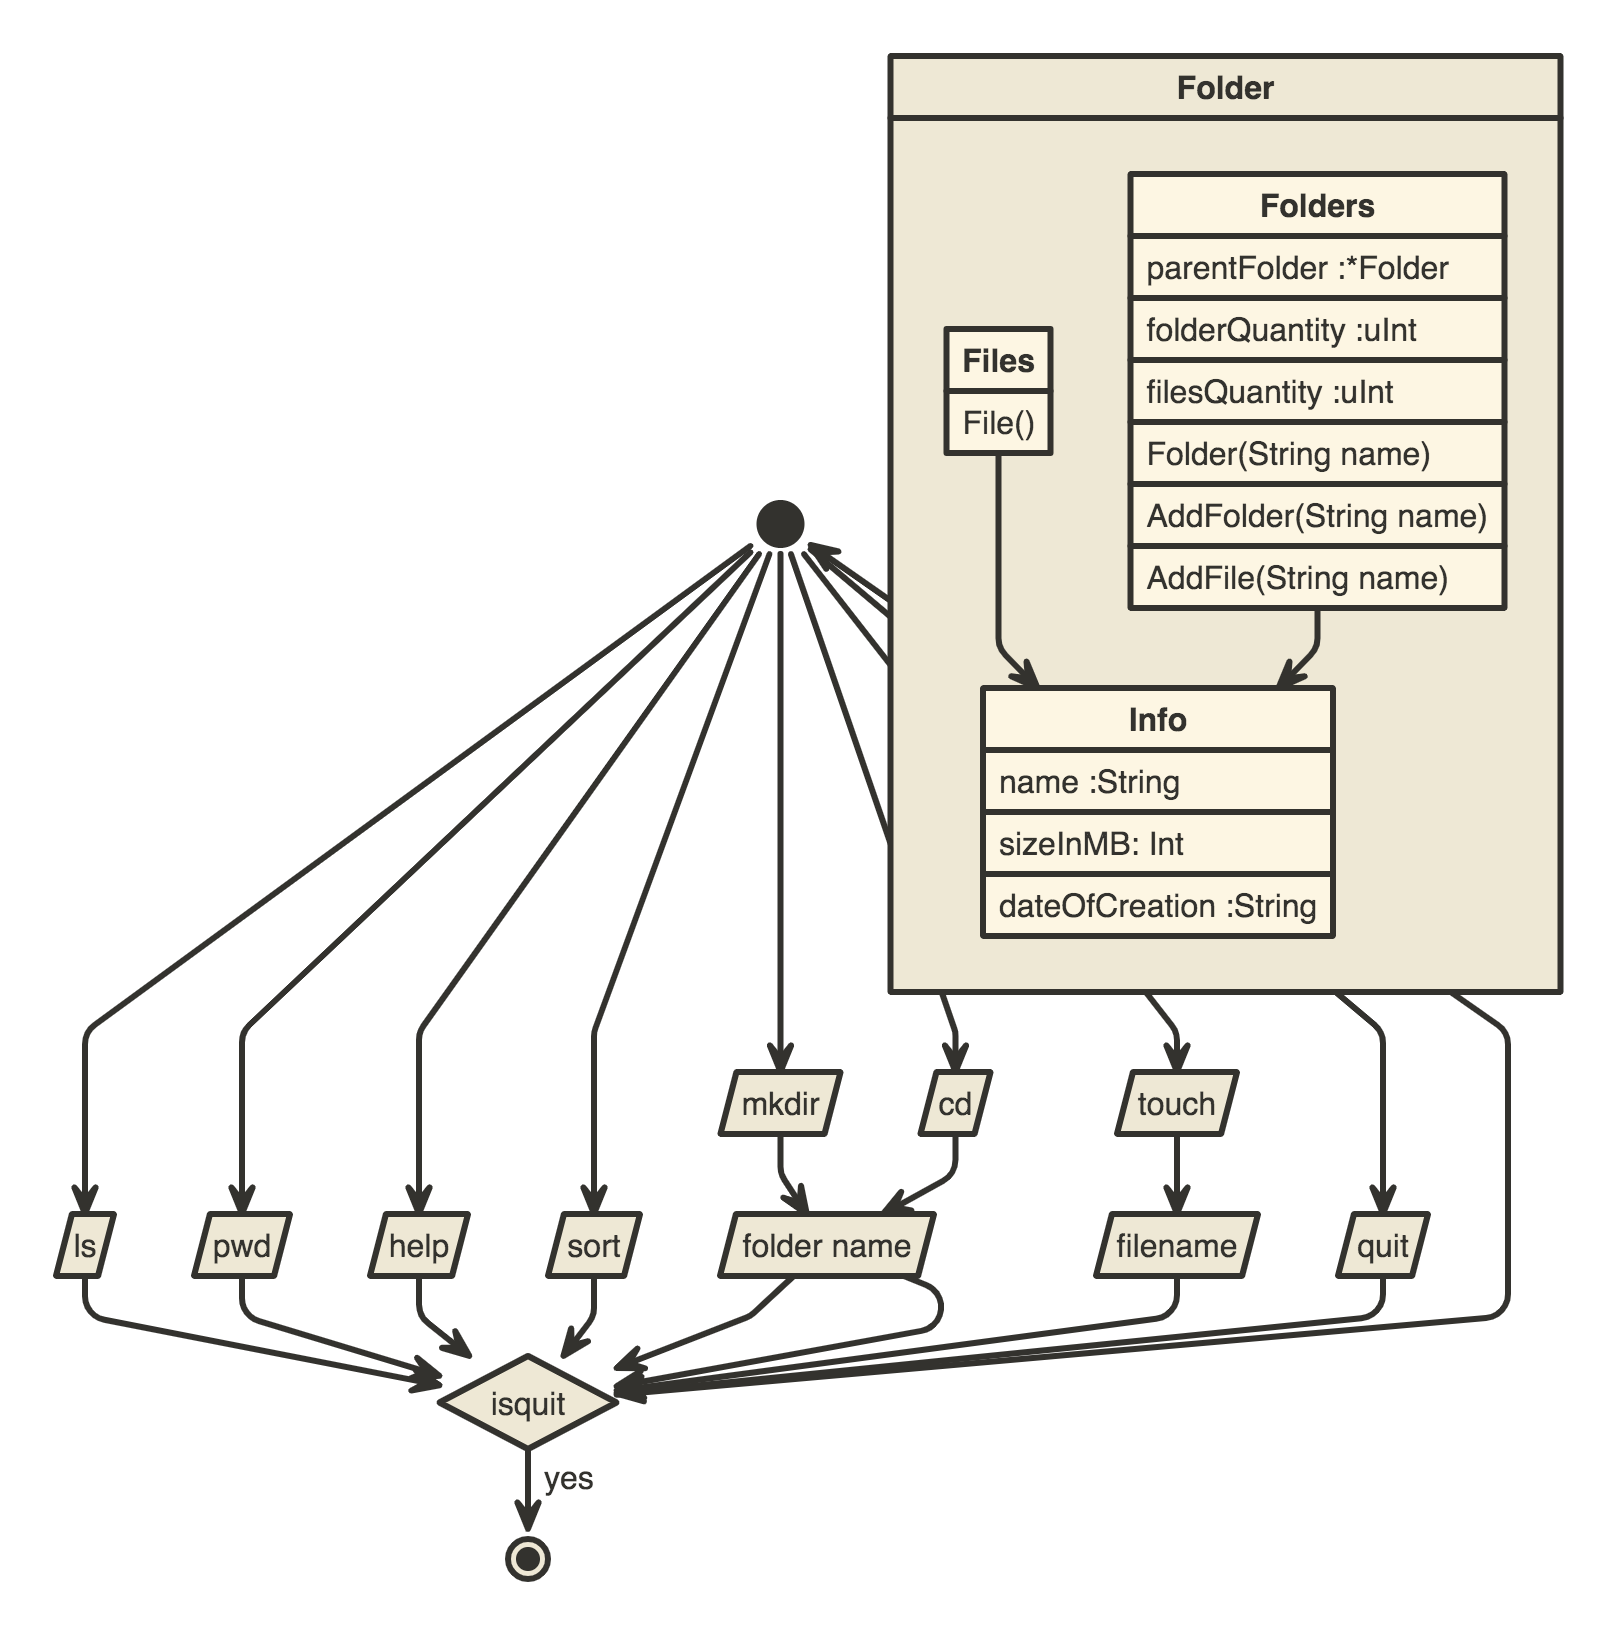 Folder
Folders
parentFolder :*Folder
folderQuantity :uInt
filesQuantity :uInt
Folder(String name)
AddFolder(String name)
AddFile(String name)
Files
File()
Info
name :String
sizeInMB: Int
dateOfCreation :String
mkdir
cd
touch
ls
pwd
help
sort
folder name
filename
quit
isquit
yes